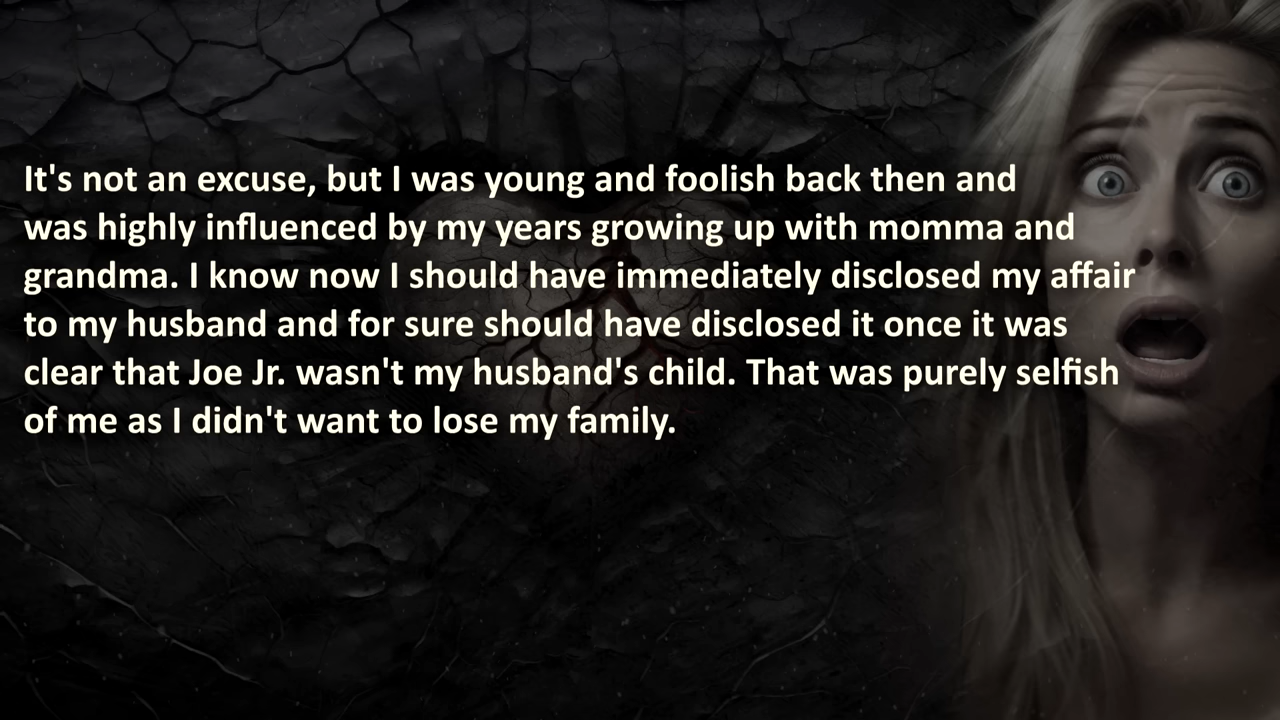 It's not an excuse, but I was young and foolish back then and
was highly influenced by my years growing up with momma and
grandma. I know now I should have immediately disclosed my affair
to my husband and for sure should have disclosed it once it was
clear that Joe Jr. wasn't my husband's child. That was purely selfish
of me as I didn't want to lose my family.